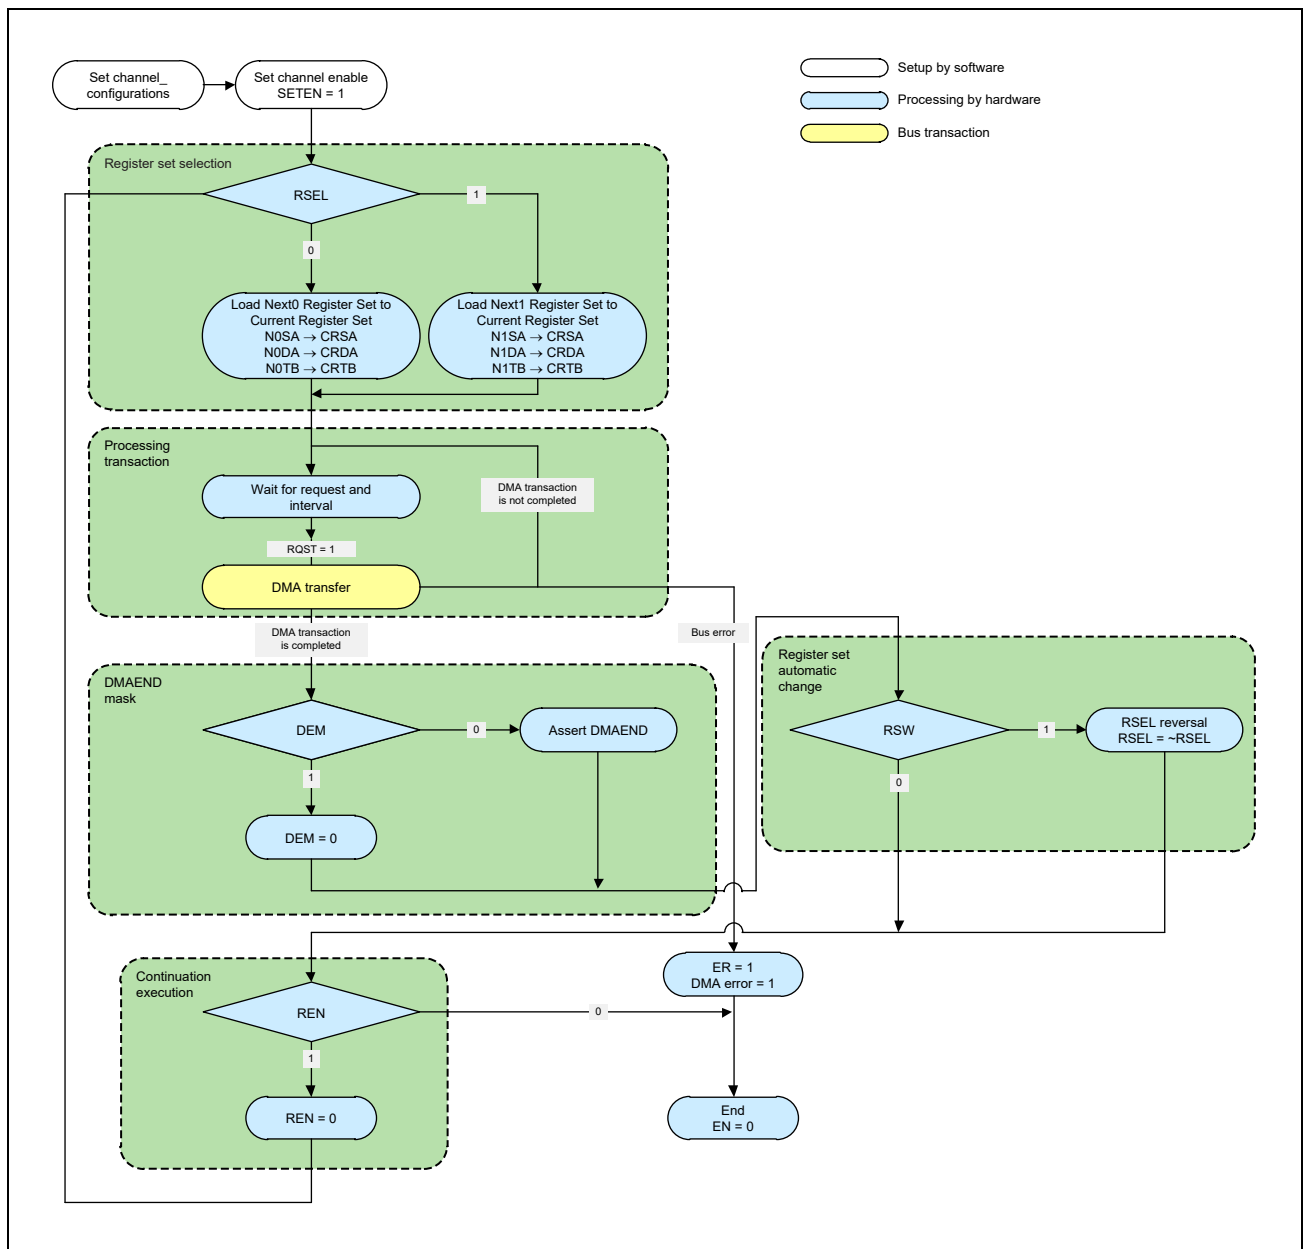 Set channel_
configurations
Set channel enable
SETEN = 1
Setup by software
Processing by hardware
Bus transaction
Register set selection
RSEL
1
0
Load Next0 Register Set to
Current Register Set
N0SA → CRSA
N0DA → CRDA
N0TB → CRTB
Load Next1 Register Set to
Current Register Set
N1SA → CRSA
N1DA → CRDA
N1TB → CRTB
Processing
transaction
Wait for request and
interval
DMA transaction
is not completed
RQST = 1
DMA transfer
DMA transaction
is completed
Bus error
DMAEND
mask
DEM
0
Assert DMAEND
1
DEM = 0
Register set
automatic
change
RSW
1
RSEL reversal
RSEL = ~RSEL
0
Continuation
execution
REN
0
1
REN = 0
ER = 1
DMA error = 1
End
EN = 0